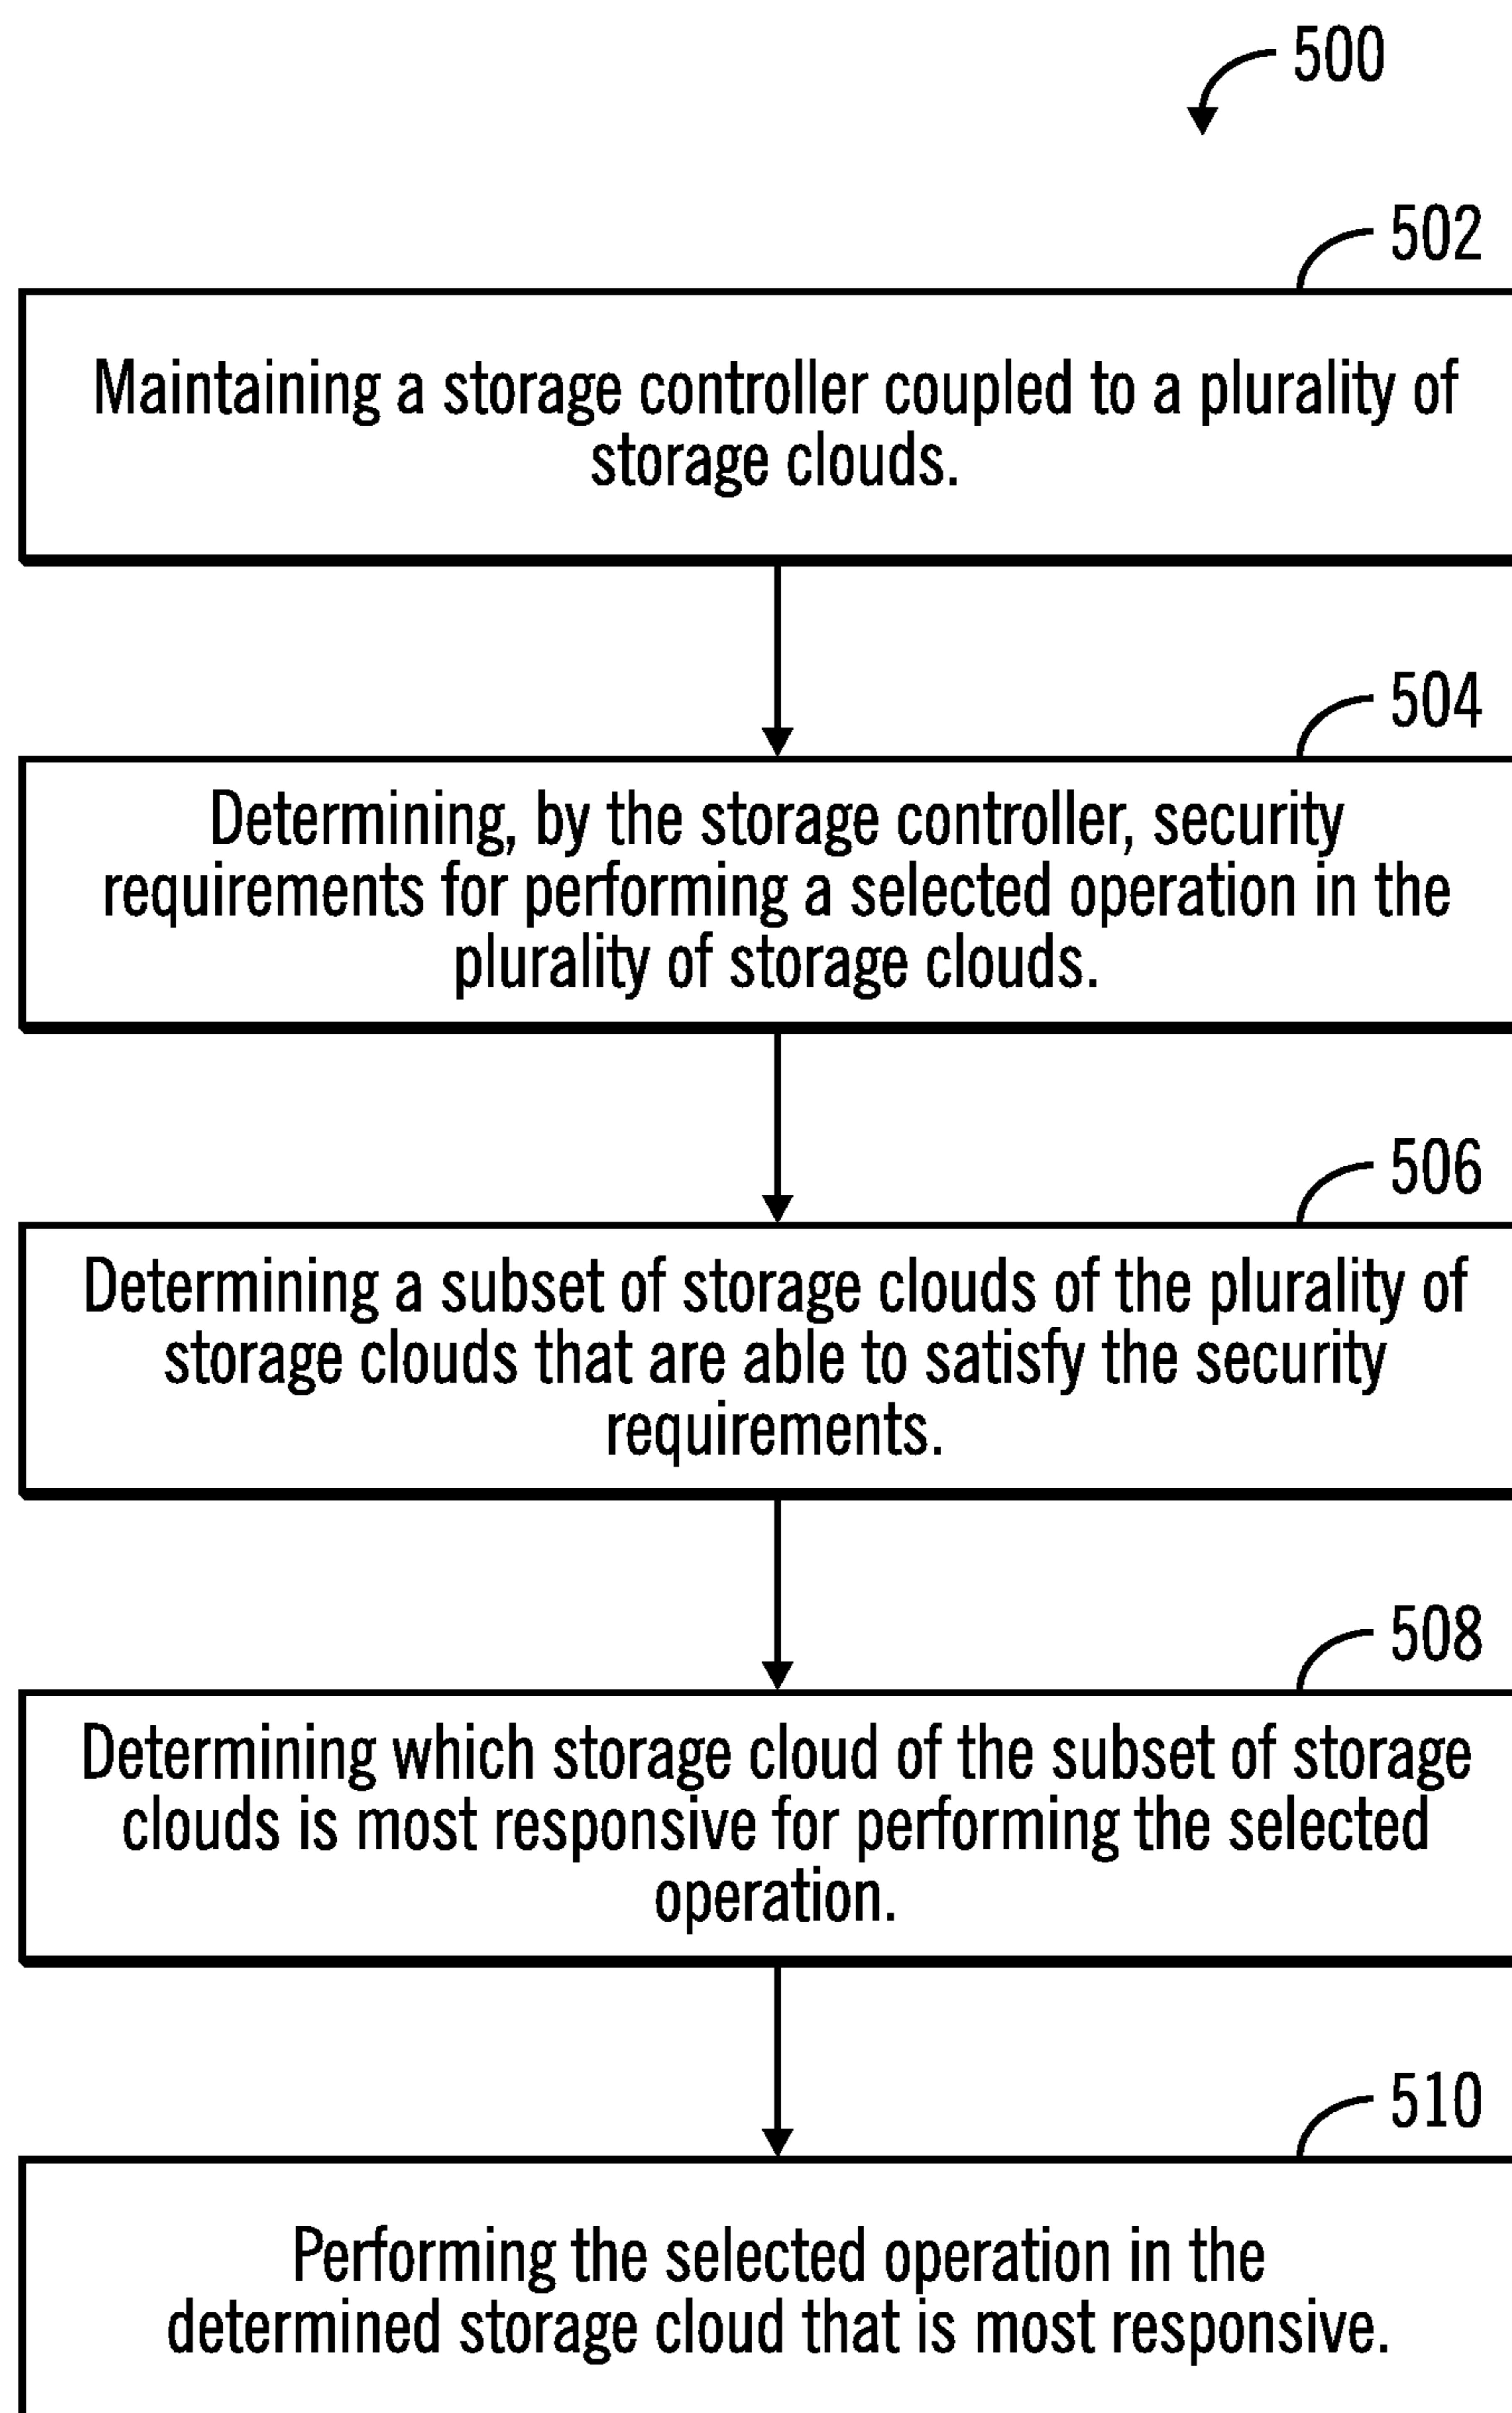 500
502
Maintaining a storage controller coupled to a plurality of
storage clouds.
504
Determining, by the storage controller, security
requirements for performing a selected operation in the
plurality of storage clouds.
506
Determining a subset of storage clouds of the plurality of
storage clouds that are able to satisfy the security
requirements.
508
Determining which storage cloud of the subset of storage
clouds is most responsive for performing the selected
operation.
510
Performing the selected operation in the
determined storage cloud that is most responsive.